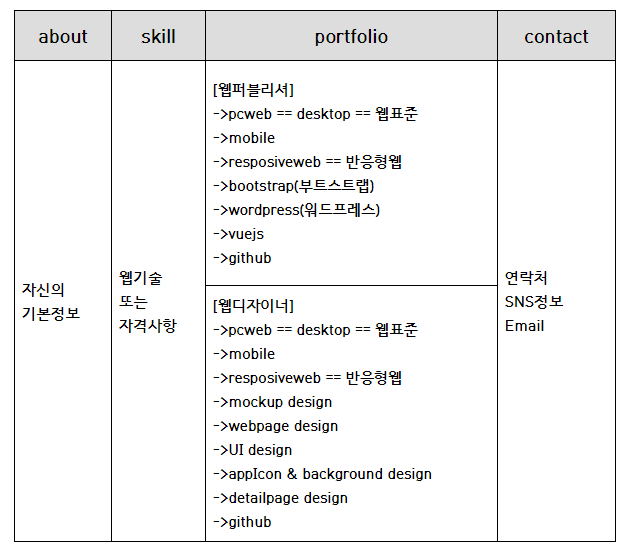 about
skill
portfolio
contact
자신의
기본정보
웹기술
또는
자격사항
[웹퍼블리셔]
->pcweb == desktop == 웹표준
->mobile
->resposiveweb == 반응형웹
->bootstrap(부트스트랩)
->wordpress(워드프레스)
->vuejs
->github
[웹디자이너]
->pcweb == desktop == 웹표준
->mobile
->resposiveweb == 반응형웹
->mockup design
->webpage design
->UI design
->appIcon & background design
->detailpage design
->github
연락처
SNS정보
Email